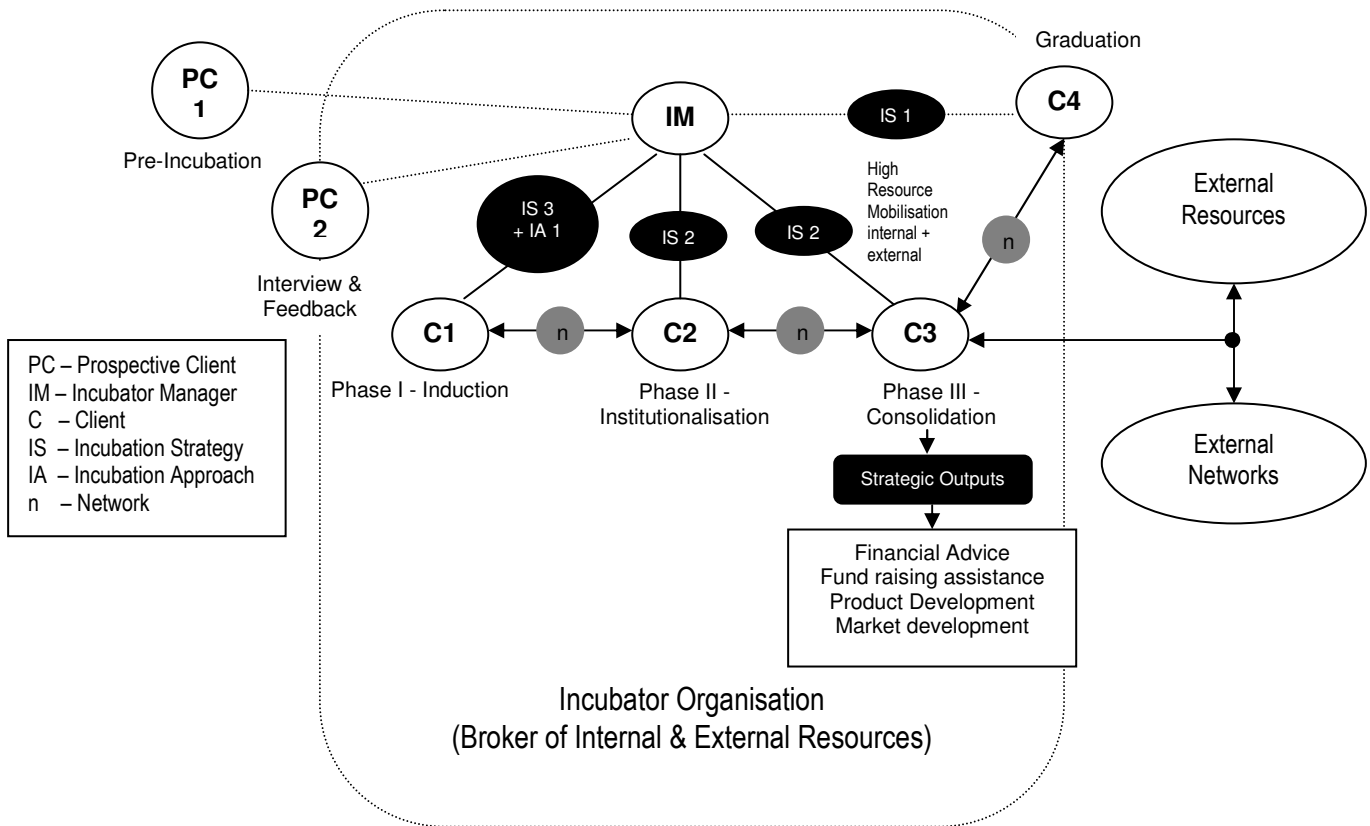 Graduation
PC
1
IM
IS 1
C4
Pre-Incubation
PC
2
High
Resource
Mobilisation
internal +
external
External
Resources
IS 3
+ IA 1
IS 2
IS 2
n
Interview &
Feedback
C1
n
C2
n
C3
PC – Prospective Client
IM – Incubator Manager
C – Client
IS – Incubation Strategy
IA – Incubation Approach
n – Network
Phase I - Induction
Phase II -
Institutionalisation
Phase III -
Consolidation
External
Networks
Strategic Outputs
Financial Advice
Fund raising assistance
Product Development
Market development
Incubator Organisation
(Broker of Internal & External Resources)